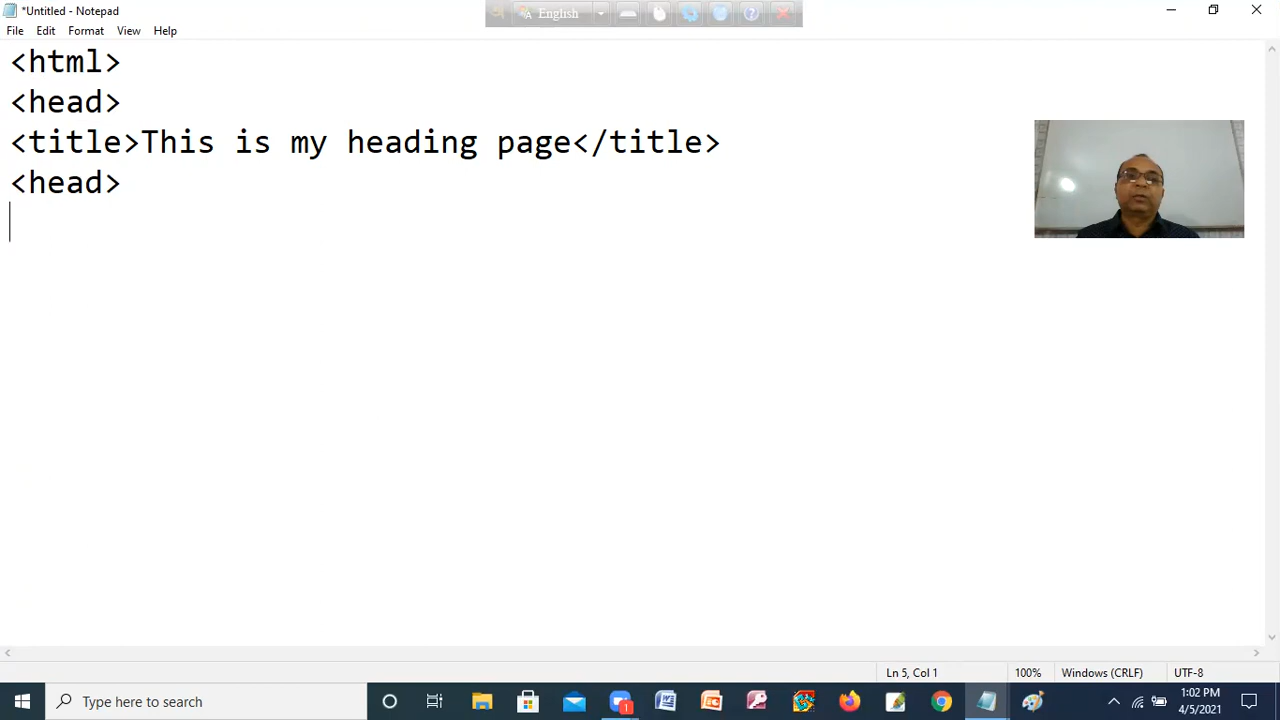 *Untitled - Notepad
English
File Edit Format View Help
<html>
<head>
<title>This is my heading page</title>
<head>
Ln 5, Col 1 100% Windows (CRLF) UTF-8
Type here to search
1
1:02 PM
4/5/2021